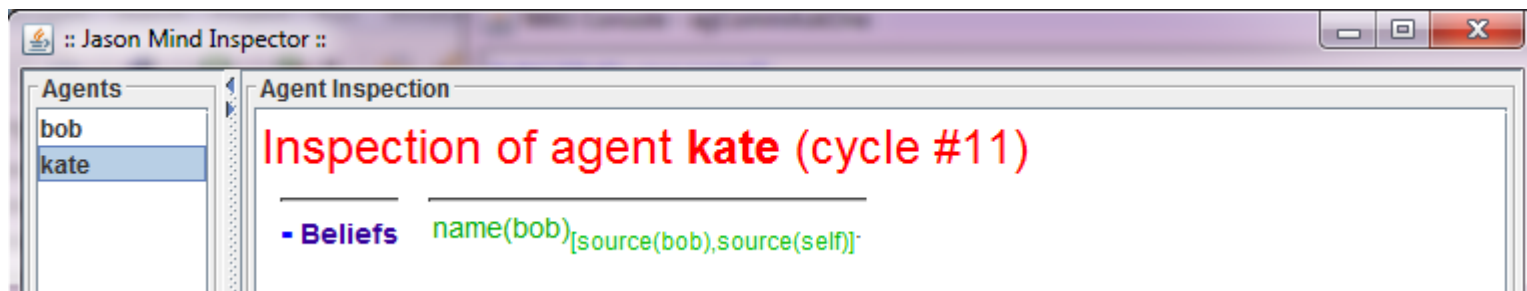 :: Jason Mind Inspector ::
Agents
bob
kate
Agent Inspection
Inspection of agent kate (cycle #11)
- Beliefs name(bob)[source(bob),source(self)].